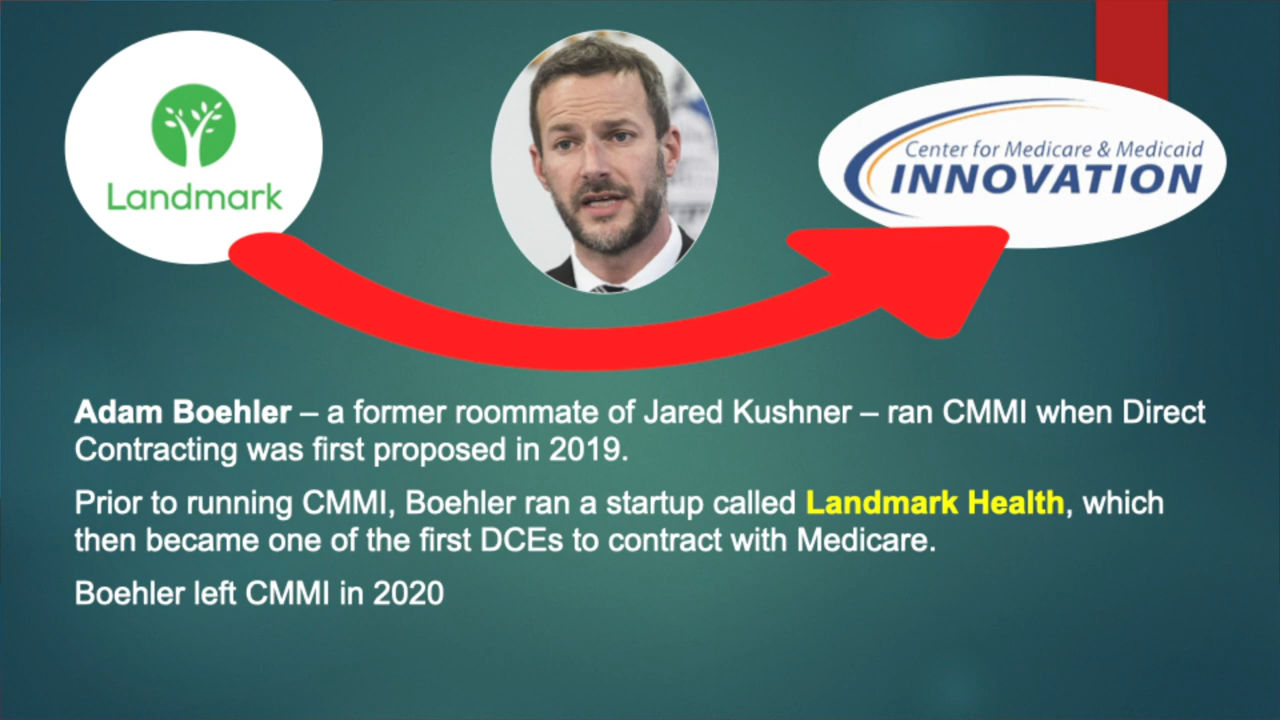 Landmark
Center for Medicare & Medicaid
INNOVATION
Adam Boehler – a former roommate of Jared Kushner – ran CMMI when Direct
Contracting was first proposed in 2019.
Prior to running CMMI, Boehler ran a startup called Landmark Health, which
then became one of the first DCEs to contract with Medicare.
Boehler left CMMI in 2020